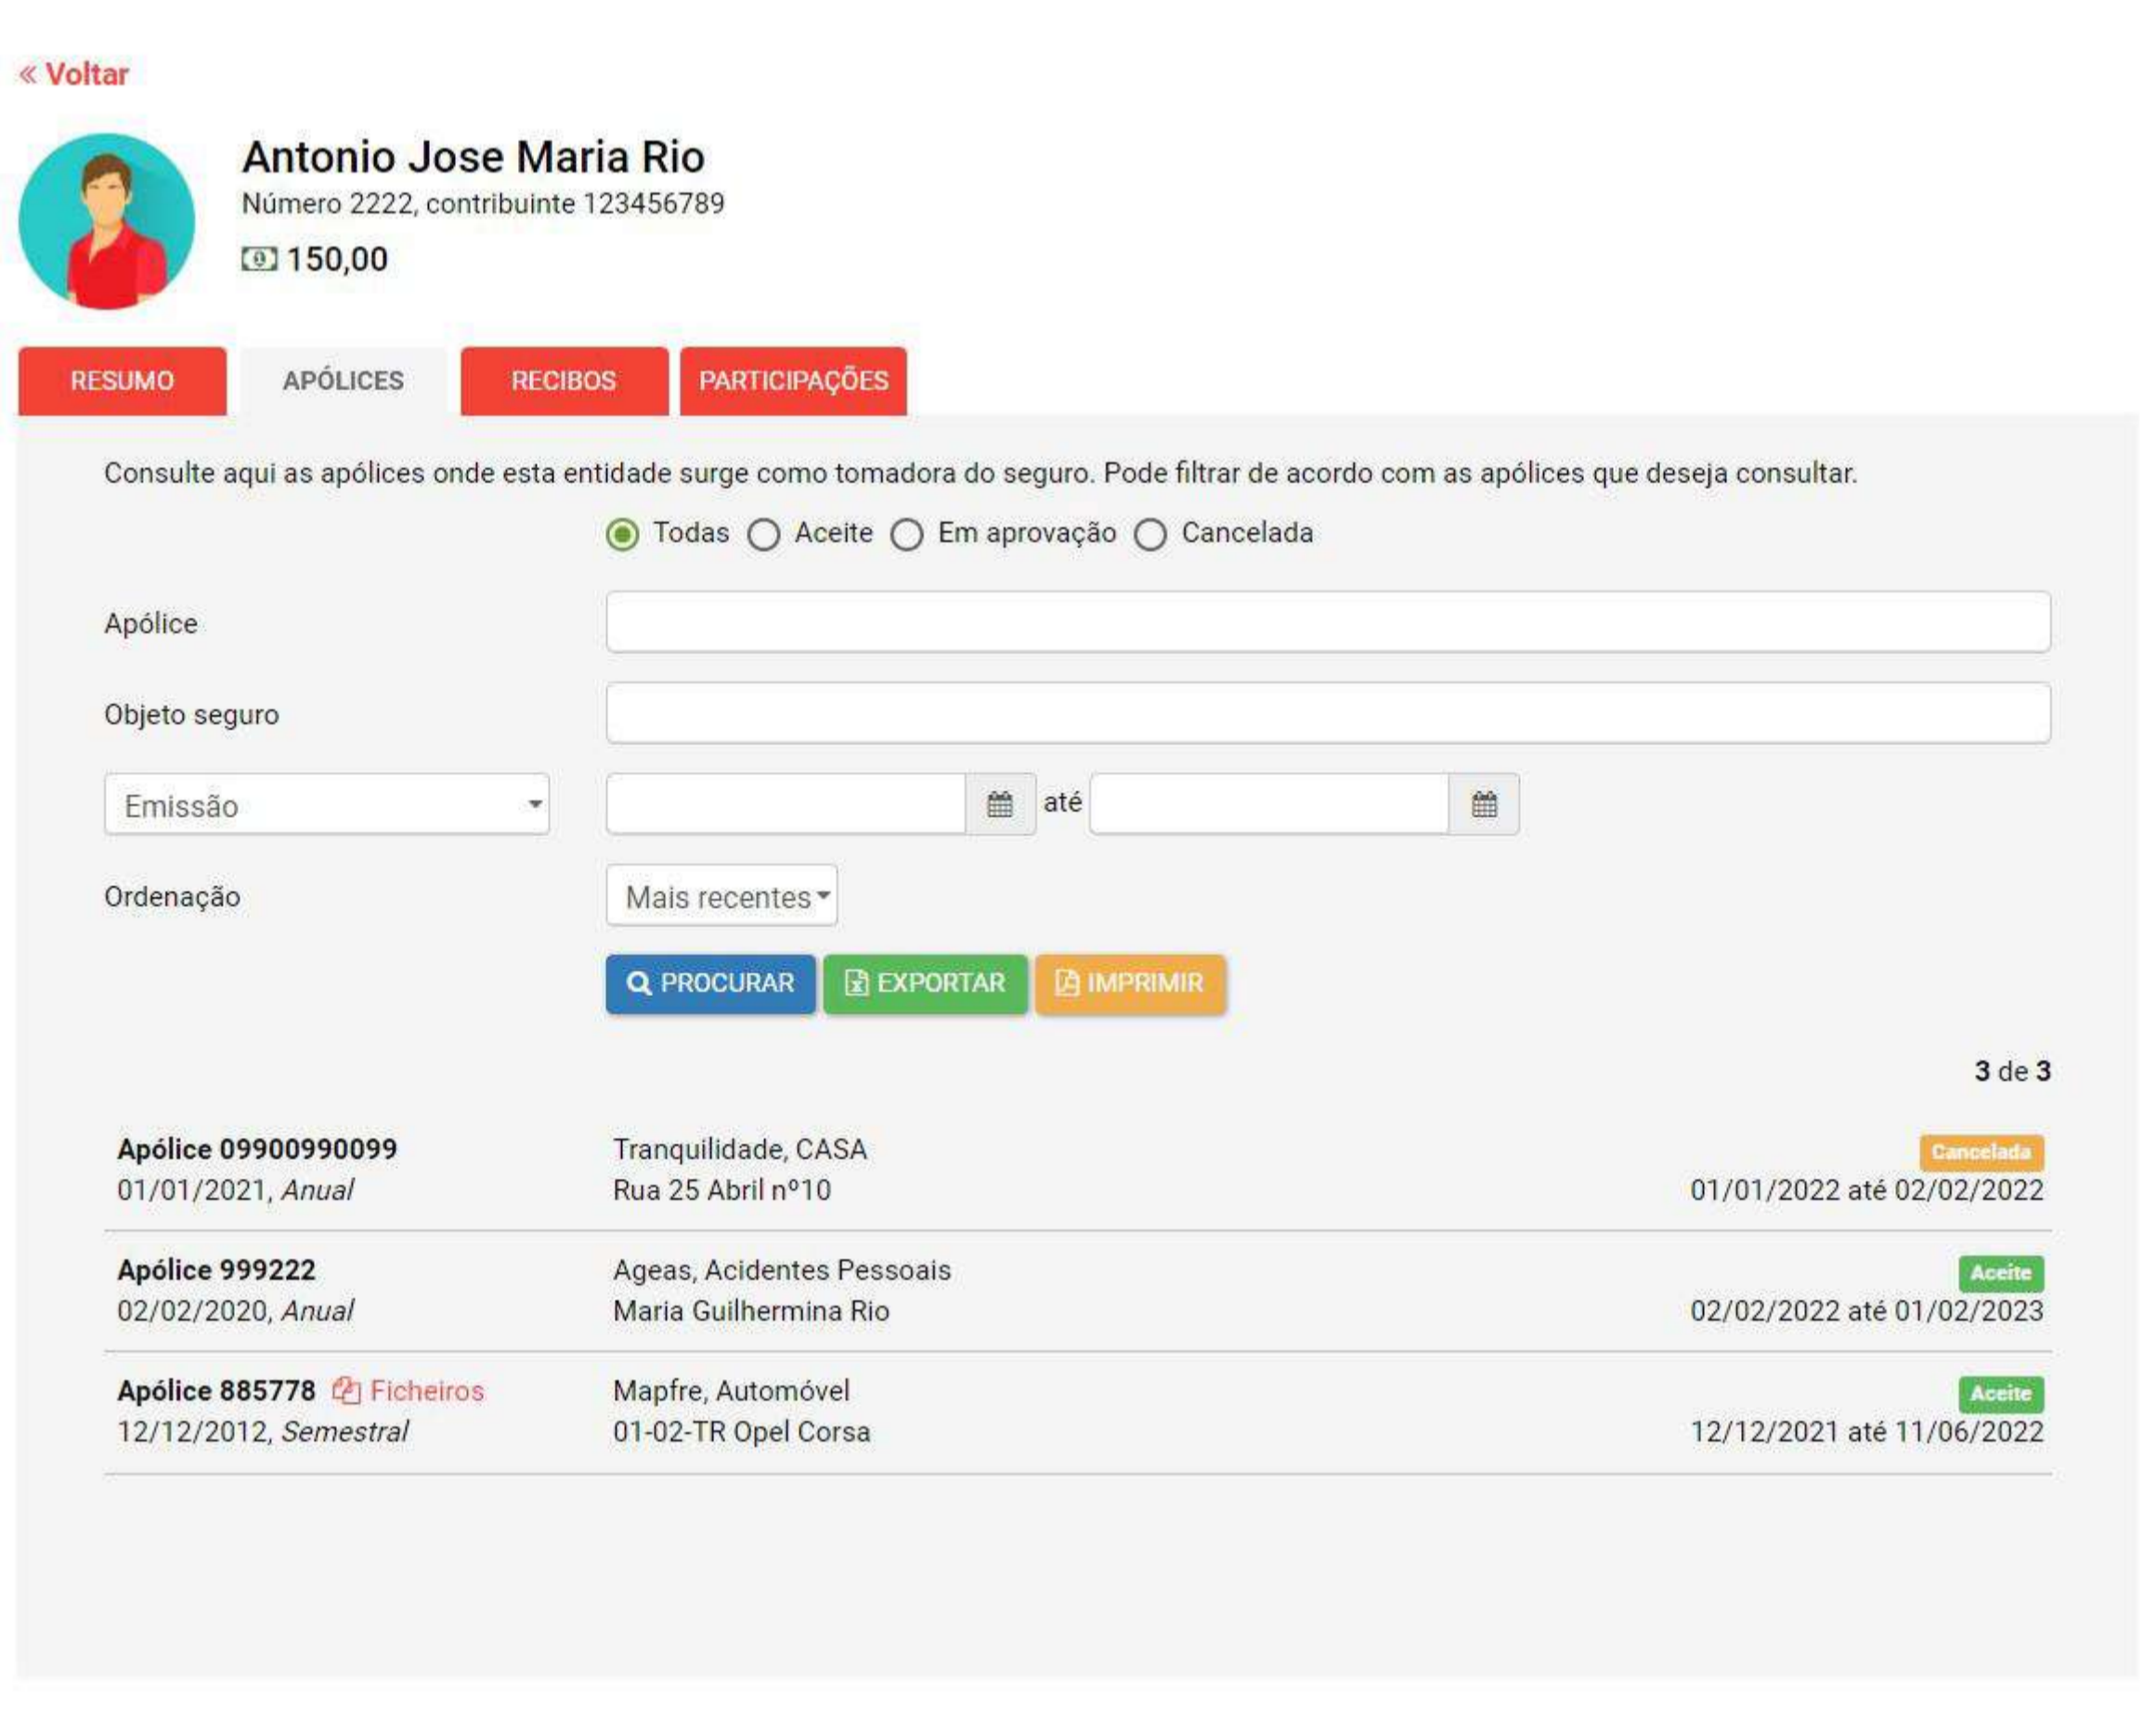 « Voltar
Antonio Jose Maria Rio
Número 2222, contribuinte 123456789
150,00
RESUMO APÓLICES RECIBOS PARTICIPAÇÕES
Consulte aqui as apólices onde esta entidade surge como tomadora do seguro. Pode filtrar de acordo com as apólices que deseja consultar.
Todas Aceite Em aprovação Cancelada
Apólice
Objeto seguro
Emissão até
Ordenação Mais recentes
PROCURAR EXPORTAR IMPRIMIR
3 de 3
Apólice 09900990099 Tranquilidade, CASA Cancelada
01/01/2021, Anual Rua 25 Abril nº10 01/01/2022 até 02/02/2022
Apólice 999222 Ageas, Acidentes Pessoais Aceite
02/02/2020, Anual Maria Guilhermina Rio 02/02/2022 até 01/02/2023
Apólice 885778 Ficheiros Mapfre, Automóvel Aceite
12/12/2012, Semestral 01-02-TR Opel Corsa 12/12/2021 até 11/06/2022